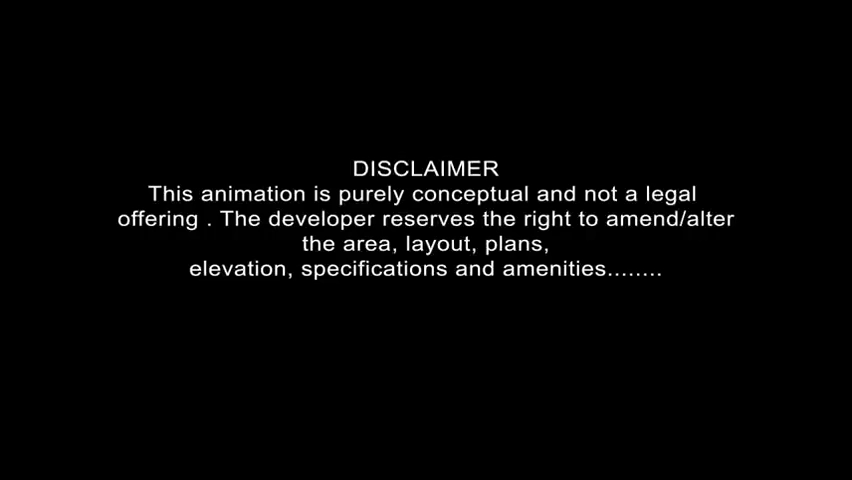 DISCLAIMER
This animation is purely conceptual and not a legal
offering . The developer reserves the right to amend/alter
the area, layout, plans,
elevation, specifications and amenities........